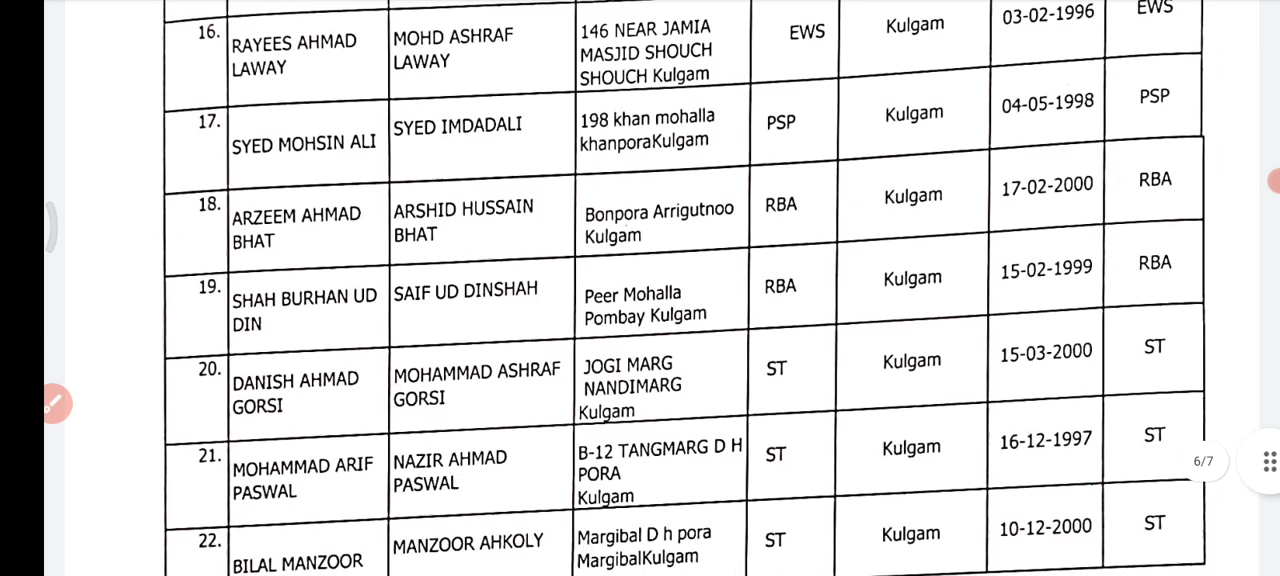 16.
RAYEES AHMAD
LAWAY
MOHD ASHRAF
LAWAY
146 NEAR JAMIA
MASJID SHOUCH
SHOUCH Kulgam
EWS
Kulgam
03-02-1996
EWS
17.
SYED MOHSIN ALI
SYED IMDADALI
198 khan mohalla
khanporaKulgam
PSP
Kulgam
04-05-1998
PSP
18.
ARZEEM AHMAD
BHAT
ARSHID HUSSAIN
BHAT
Bonpora Arrigutnoo
Kulgam
RBA
Kulgam
17-02-2000
RBA
19.
SHAH BURHAN UD
DIN
SAIF UD DINSHAH
Peer Mohalla
Pombay Kulgam
RBA
Kulgam
15-02-1999
RBA
20.
DANISH AHMAD
GORSI
MOHAMMAD ASHRAF
GORSI
JOGI MARG
NANDIMARG
Kulgam
ST
Kulgam
15-03-2000
ST
21.
MOHAMMAD ARIF
PASWAL
NAZIR AHMAD
PASWAL
B-12 TANGMARG D H
PORA
Kulgam
ST
Kulgam
16-12-1997
ST
6/7
22.
BILAL MANZOOR
MANZOOR AHKOLY
Margibal D h pora
MargibalKulgam
ST
Kulgam
10-12-2000
ST